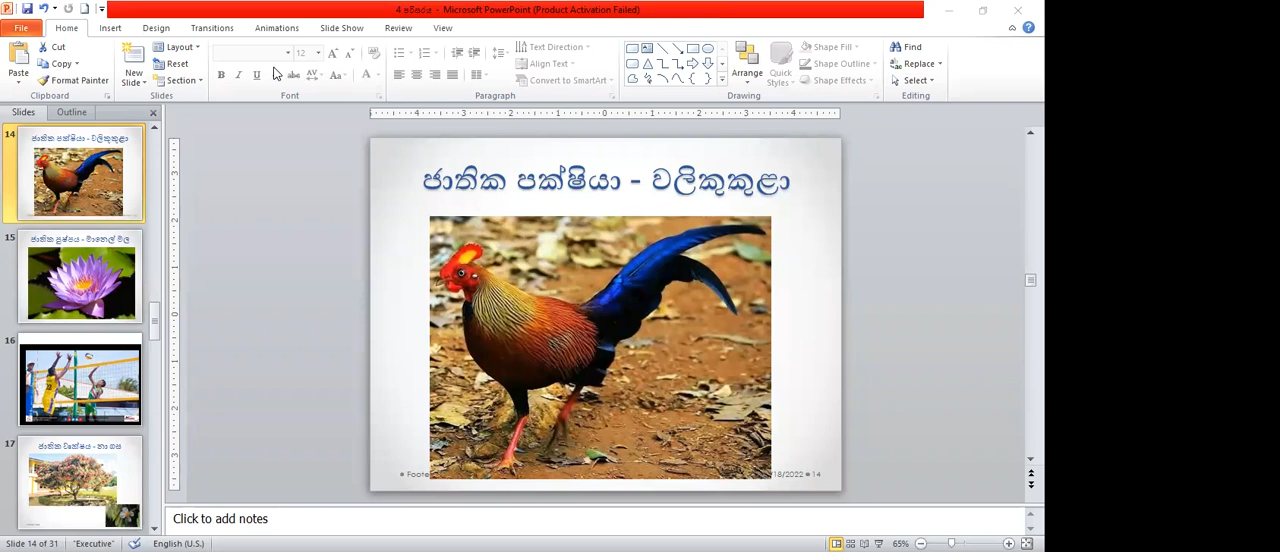 4 පරිසරය - Microsoft PowerPoint (Product Activation Failed)
File Home Insert Design Transitions Animations Slide Show Review View
Paste
Cut
Copy
Format Painter
Clipboard
New Slide
Layout
Reset
Section
Slides
12
Font
Text Direction
Align Text
Convert to SmartArt
Paragraph
Arrange
Quick Styles
Shape Fill
Shape Outline
Shape Effects
Drawing
Find
Replace
Select
Editing
Slides Outline
14
ජාතික පක්ෂියා - වලිකුකුළා
15
ජාතික පුෂ්පය - මානෙල් මල
16
17
ජාතික වෘක්ෂය - නා ගස
ජාතික පක්ෂියා - වලිකුකුළා
18/2022 14
Click to add notes
Slide 14 of 31 "Executive" English (U.S.) 65%